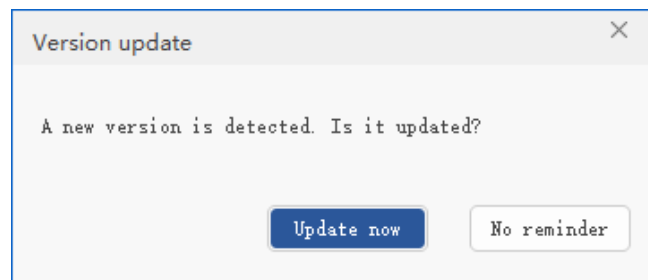 Version update
A new version is detected. Is it updated?
Update now
No reminder